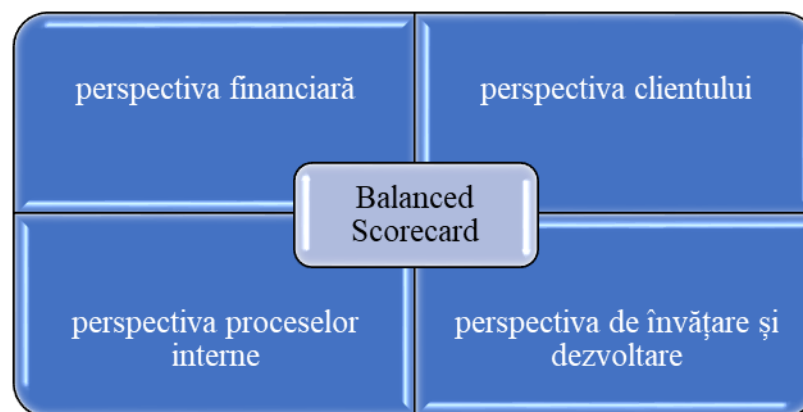 perspectiva financiară
perspectiva clientului
Balanced
Scorecard
perspectiva proceselor
interne
perspectiva de învățare și
dezvoltare